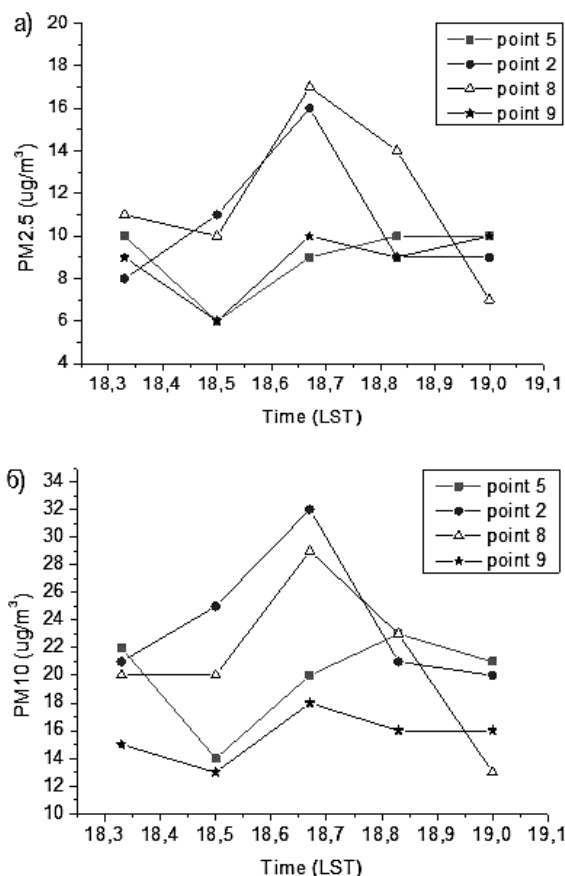 а)
PM2.5 (ug/m³)
20
18
16
14
12
10
8
6
4
point 5
point 2
point 8
point 9
18,3 18,4 18,5 18,6 18,7 18,8 18,9 19,0 19,1
Time (LST)
б)
PM10 (ug/m³)
34
32
30
28
26
24
22
20
18
16
14
12
10
point 5
point 2
point 8
point 9
18,3 18,4 18,5 18,6 18,7 18,8 18,9 19,0 19,1
Time (LST)